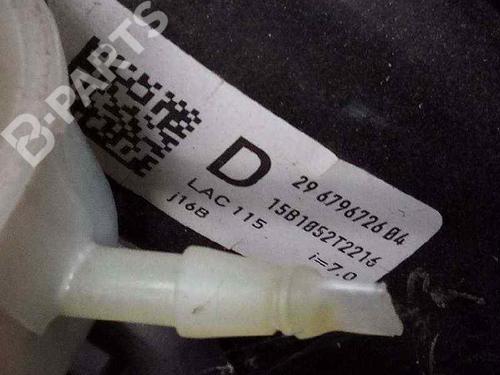 B-PARTS
D
29 6796726 04
15B1052T2216
i=7.0
LAC 115
j16B